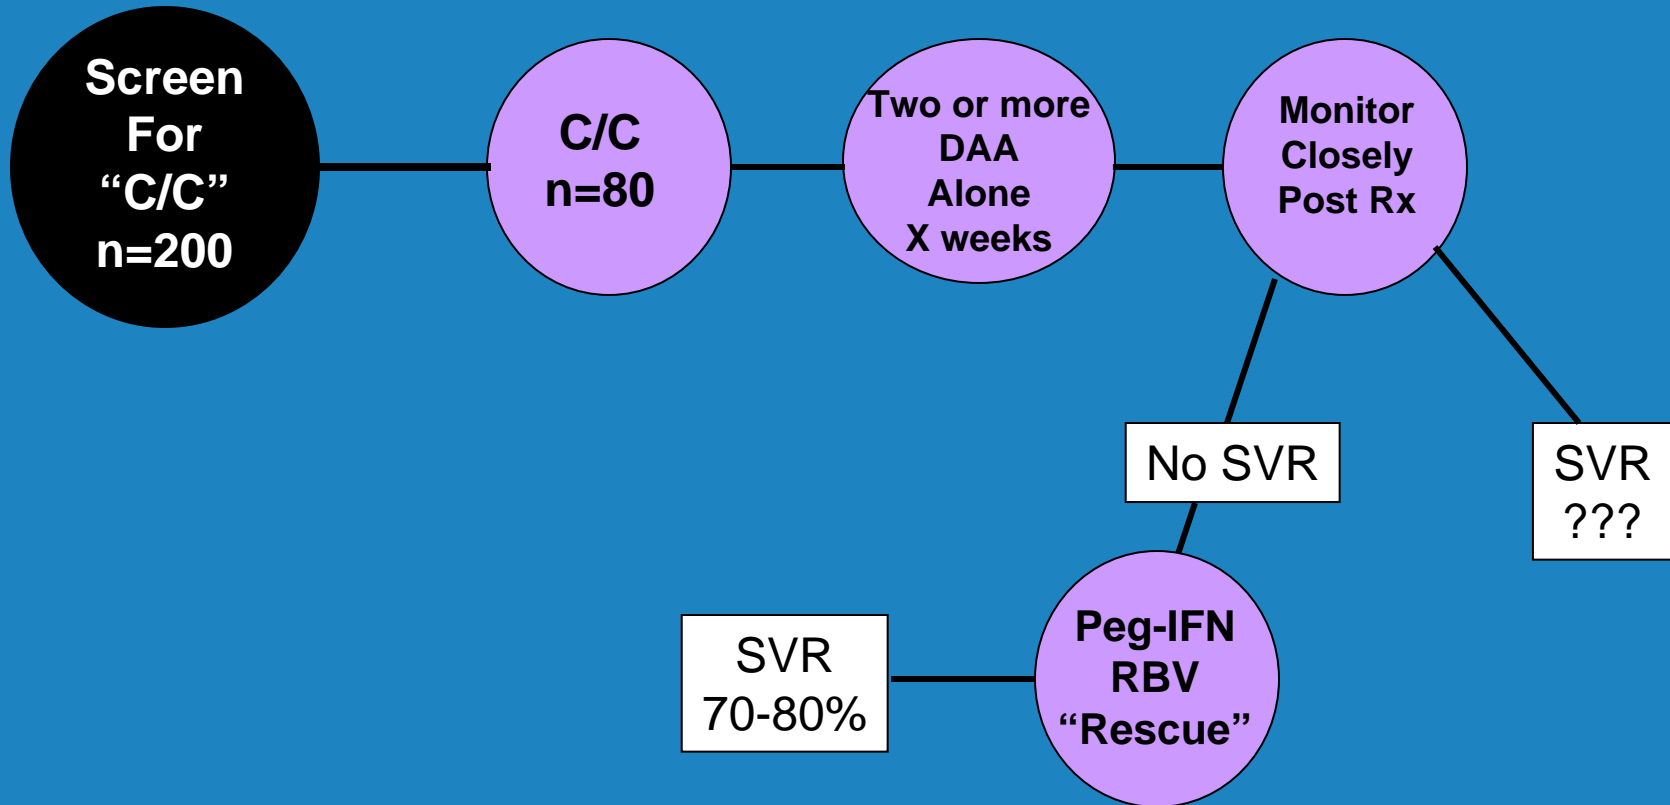 Screen
For
“C/C”
n=200
C/C
n=80
Two or more
DAA
Alone
X weeks
Monitor
Closely
Post Rx
No SVR
SVR
???
Peg-IFN
RBV
“Rescue”
SVR
70-80%